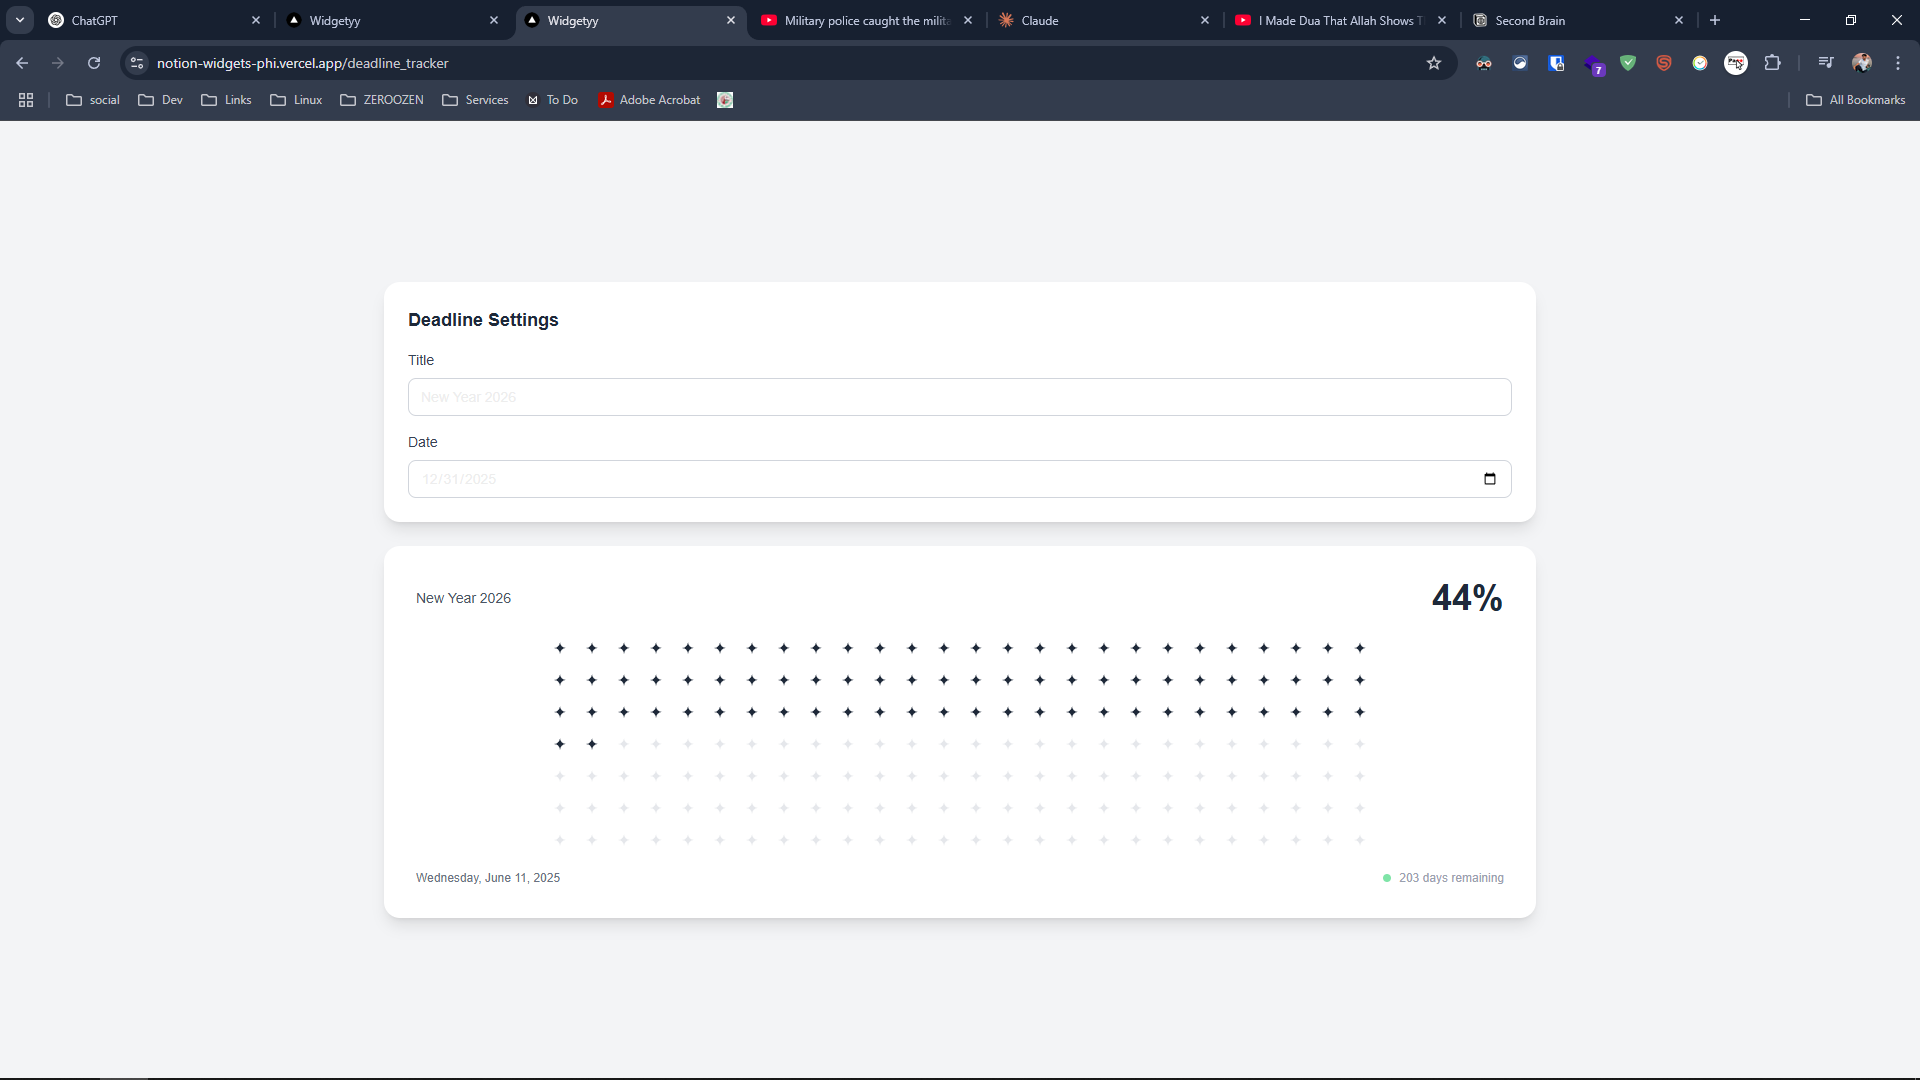 ChatGPT
Widgetyy
Widgetyy
Military police caught the milita
Claude
I Made Dua That Allah Shows T
Second Brain
notion-widgets-phi.vercel.app/deadline_tracker
7
social
Dev
Links
Linux
ZEROOZEN
Services
To Do
Adobe Acrobat
All Bookmarks
Deadline Settings
Title
New Year 2026
Date
12/31/2025
New Year 2026
44%
Wednesday, June 11, 2025
203 days remaining